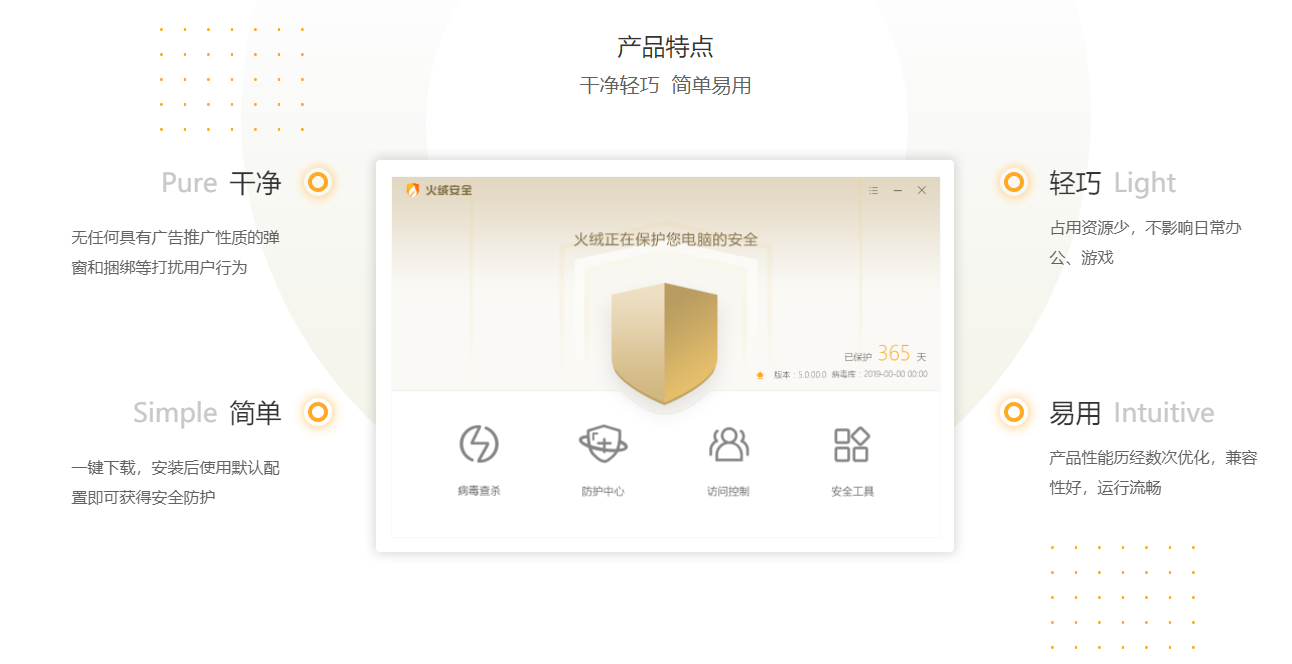 产品特点
干净轻巧 简单易用
Pure 干净
无任何具有广告推广性质的弹
窗和捆绑等打扰用户行为
Simple 简单
一键下载，安装后使用默认配
置即可获得安全防护
火绒安全
火绒正在保护您电脑的安全
已保护 365 天
版本：5.0.00.0 病毒库：2019-00-00 00:00
病毒查杀
防护中心
访问控制
安全工具
轻巧 Light
占用资源少，不影响日常办
公、游戏
易用 Intuitive
产品性能历经数次优化，兼容
性好，运行流畅